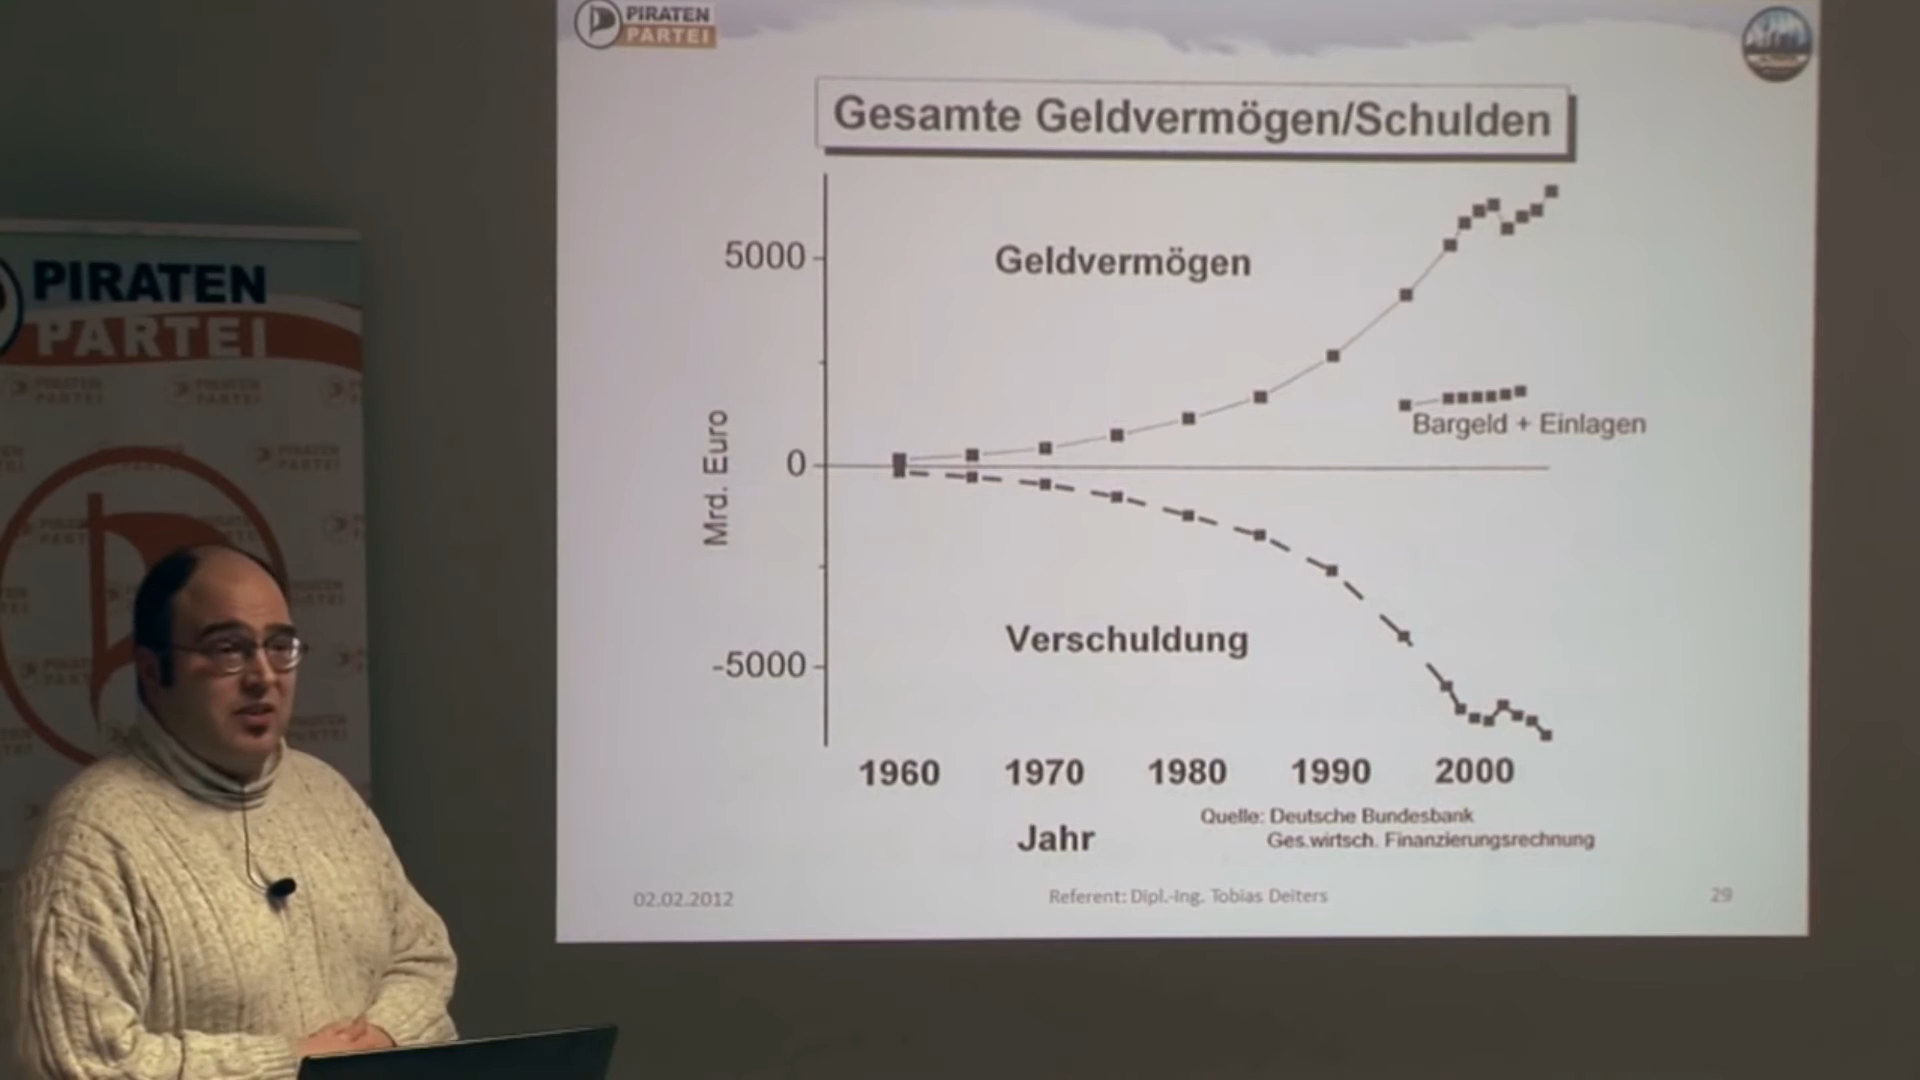 PIRATEN
PARTEI
Gesamte Geldvermögen/Schulden
5000
Geldvermögen
Bargeld + Einlagen
0
Mrd. Euro
Verschuldung
-5000
1960 1970 1980 1990 2000
Jahr
Quelle: Deutsche Bundesbank
Ges.wirtsch. Finanzierungsrechnung
02.02.2012
Referent: Dipl.-Ing. Tobias Deiters
29
PIRATEN
PARTEI